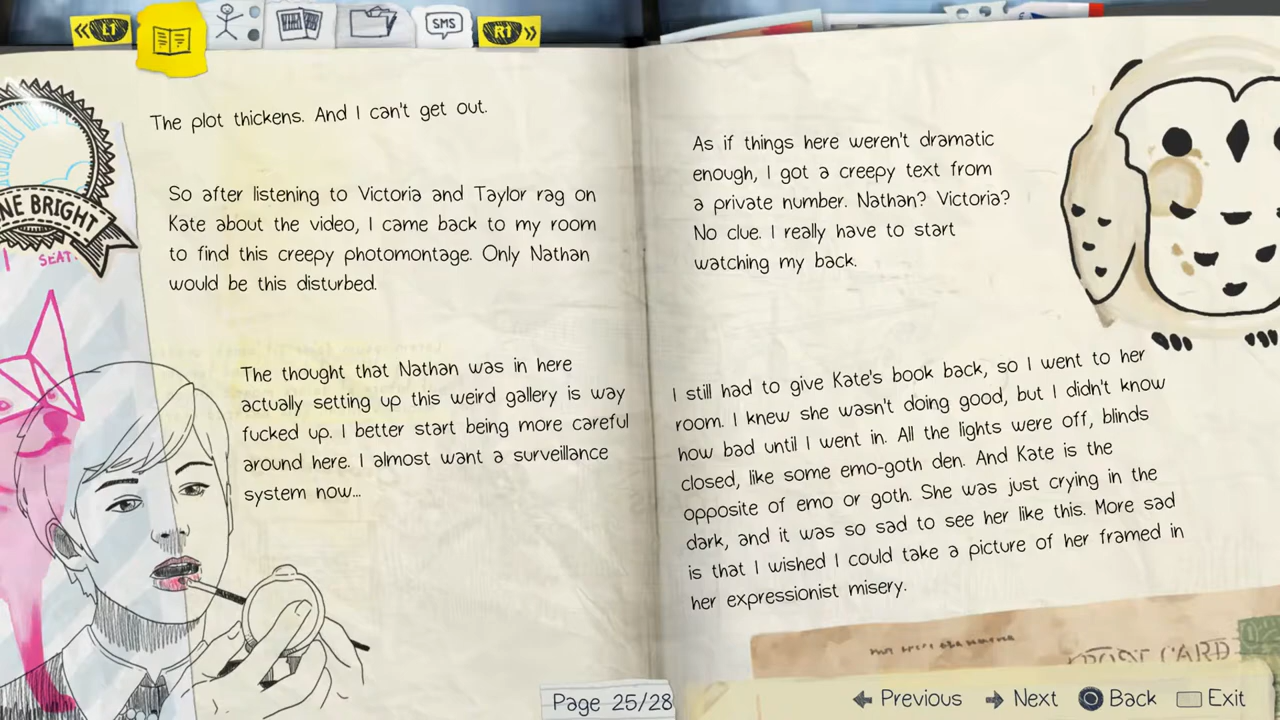 L1
SMS
R1
NE BRIGHT
SEAT.
The plot thickens. And I can't get out.
So after listening to Victoria and Taylor rag on
Kate about the video, I came back to my room
to find this creepy photomontage. Only Nathan
would be this disturbed.
The thought that Nathan was in here
actually setting up this weird gallery is way
fucked up. I better start being more careful
around here. I almost want a surveillance
system now...
As if things here weren't dramatic
enough, I got a creepy text from
a private number. Nathan? Victoria?
No clue. I really have to start
watching my back.
I still had to give Kate's book back, so I went to her
room. I knew she wasn't doing good, but I didn't know
how bad until I went in. All the lights were off, blinds
closed, like some emo-goth den. And Kate is the
opposite of emo or goth. She was just crying in the
dark, and it was so sad to see her like this. More sad
is that I wished I could take a picture of her framed in
her expressionist misery.
POST CARD
Page 25/28
Previous
Next
Back
Exit